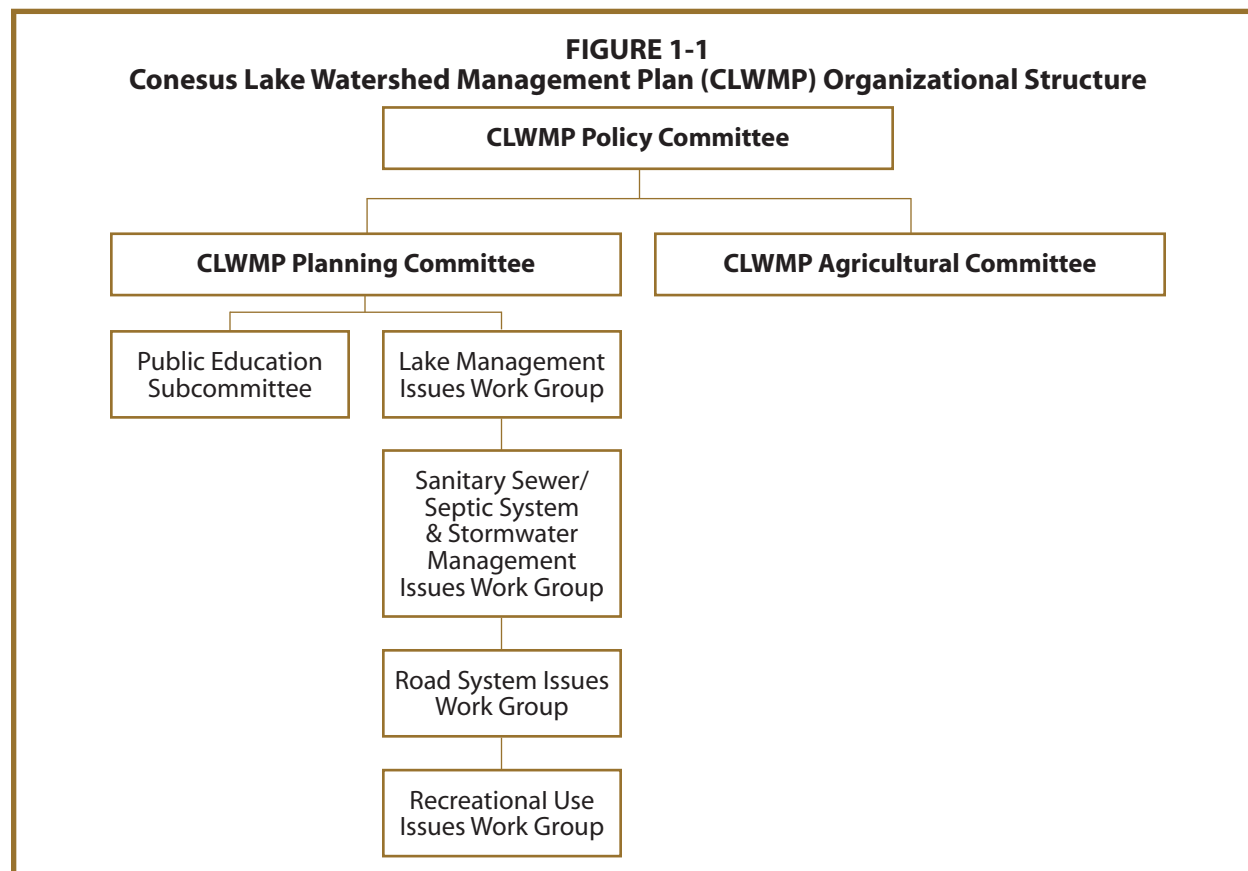 FIGURE 1-1
Conesus Lake Watershed Management Plan (CLWMP) Organizational Structure
CLWMP Policy Committee
CLWMP Planning Committee
CLWMP Agricultural Committee
Public Education
Subcommittee
Lake Management
Issues Work Group
Sanitary Sewer/
Septic System
& Stormwater
Management
Issues Work Group
Road System Issues
Work Group
Recreational Use
Issues Work Group